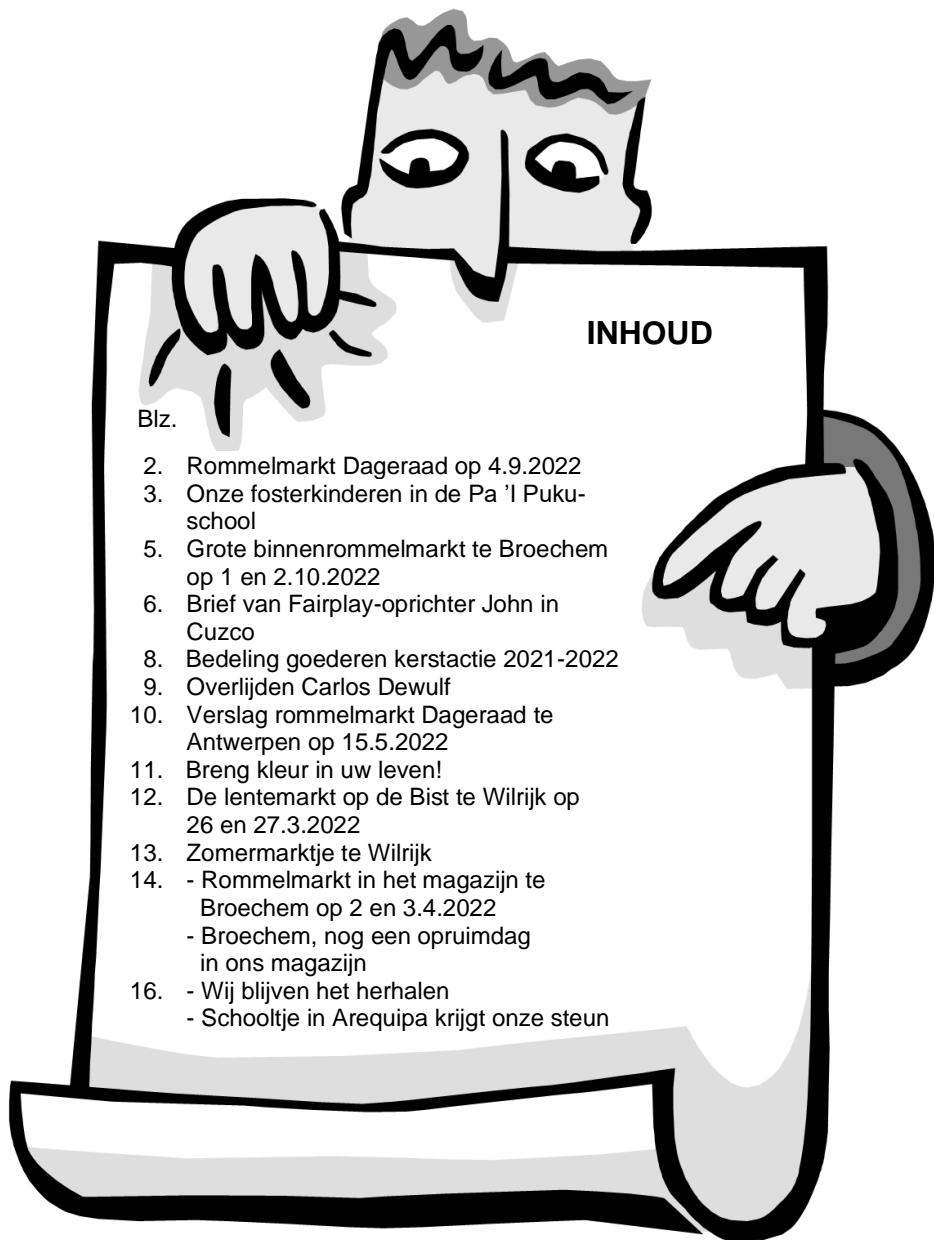 INHOUD
Blz.
2. Rommelmarkt Dageraad op 4.9.2022
3. Onze fosterkinderen in de Pa ’I Puku-
school
5. Grote binnenrommelmarkt te Broechem
op 1 en 2.10.2022
6. Brief van Fairplay-oprichter John in
Cuzco
8. Bedeling goederen kerstactie 2021-2022
9. Overlijden Carlos Dewulf
10. Verslag rommelmarkt Dageraad te
Antwerpen op 15.5.2022
11. Breng kleur in uw leven!
12. De lentemarkt op de Bist te Wilrijk op
26 en 27.3.2022
13. Zomermarktje te Wilrijk
14. - Rommelmarkt in het magazijn te
Broechem op 2 en 3.4.2022
- Broechem, nog een opruimdag
in ons magazijn
16. - Wij blijven het herhalen
- Schooltje in Arequipa krijgt onze steun